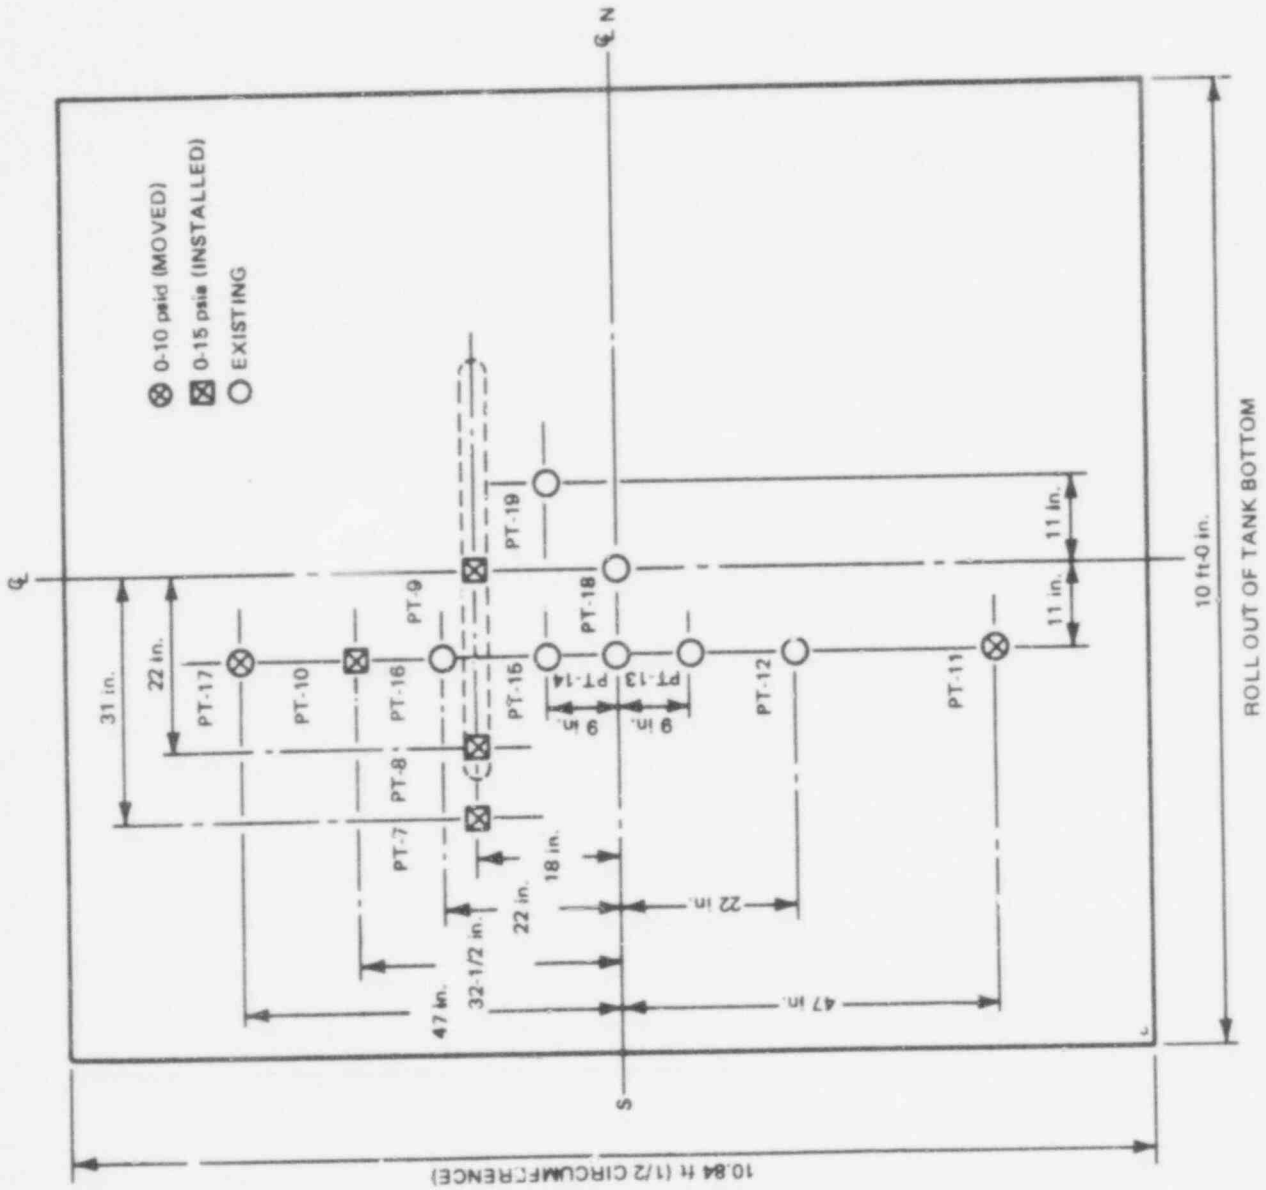 ℄
℄ N
⊗ 0-10 psid (MOVED)
⊠ 0-15 psia (INSTALLED)
○ EXISTING
31 in.
22 in.
PT-17
PT-10
PT-16
PT-9
PT-8
PT-7
PT-19
PT-15
PT-18
PT-14
PT-13
9 in.
9 in.
PT-12
PT-11
18 in.
22 in.
32-1/2 in.
47 in.
22 in.
47 in.
11 in.
11 in.
S
10 ft-0 in.
10.84 ft (1/2 CIRCUMFERENCE)
ROLL OUT OF TANK BOTTOM